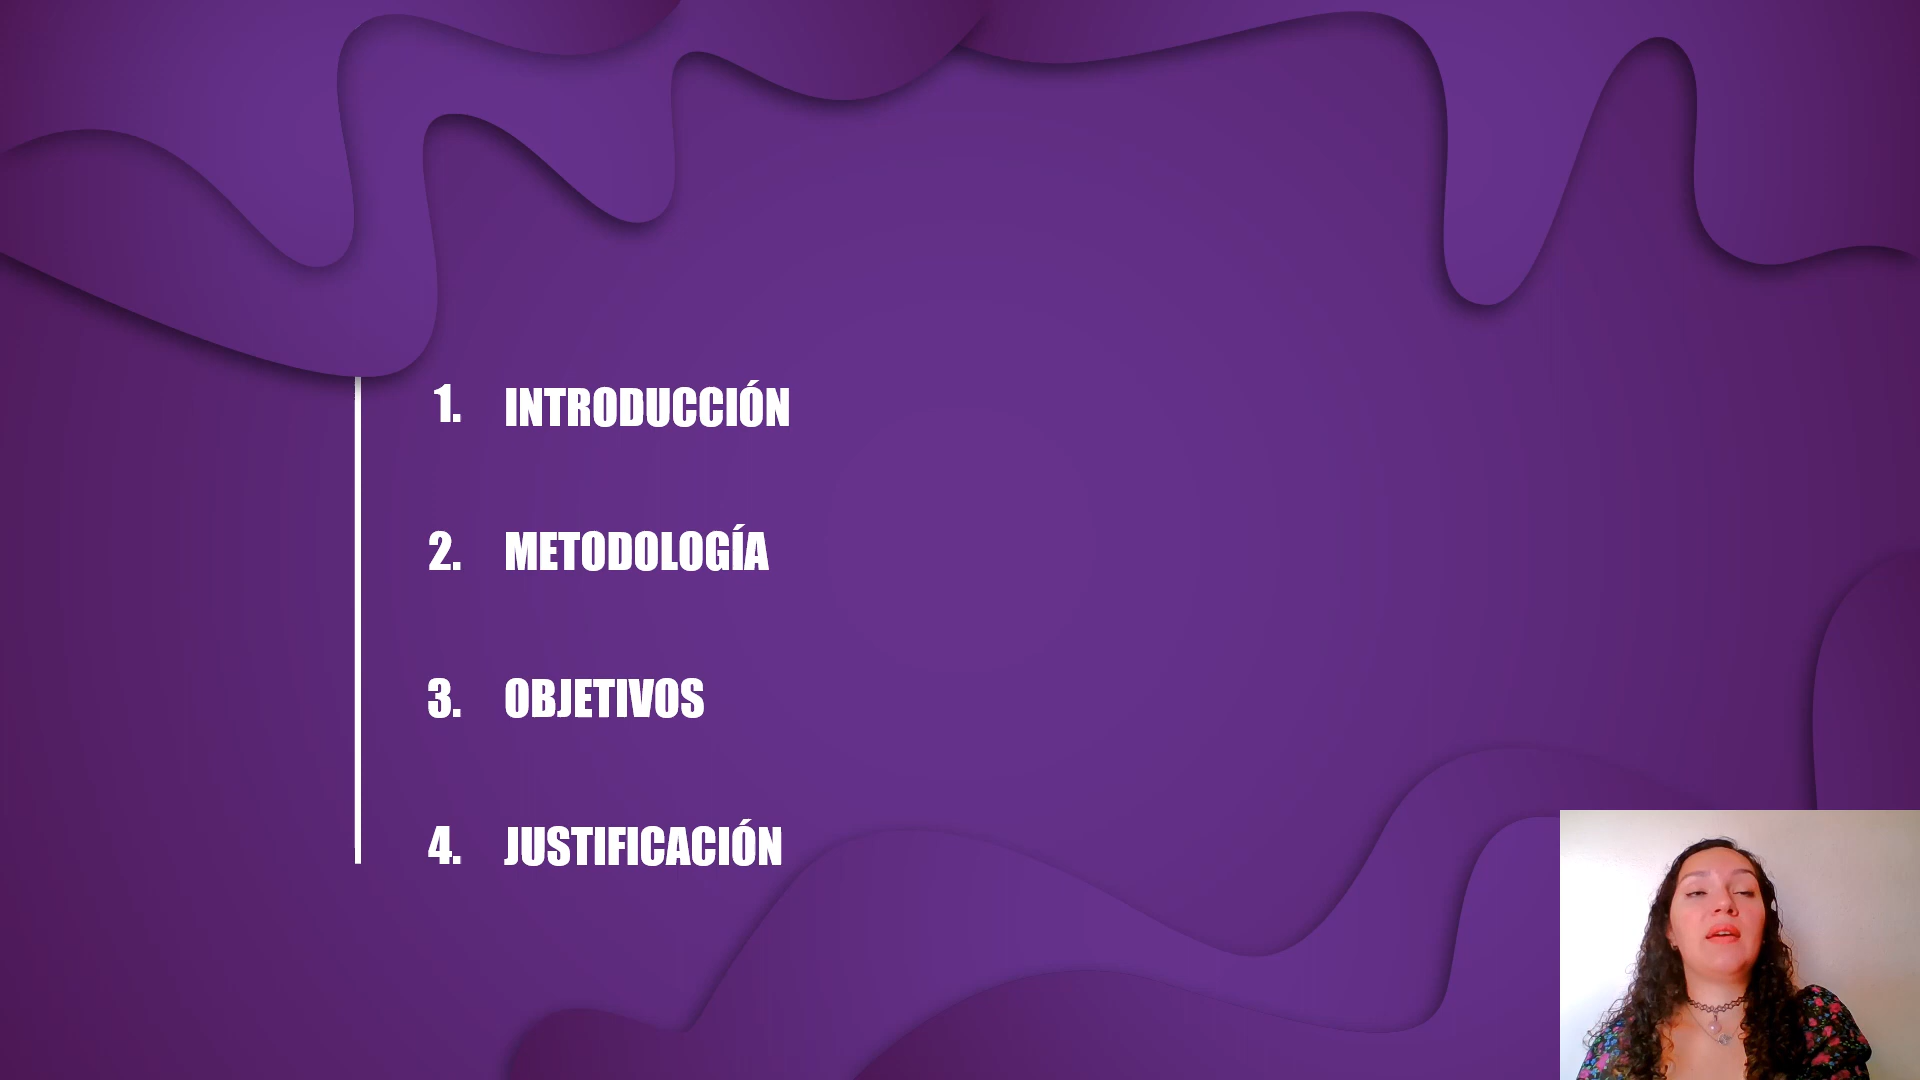 1. INTRODUCCIÓN
2. METODOLOGÍA
3. OBJETIVOS
4. JUSTIFICACIÓN